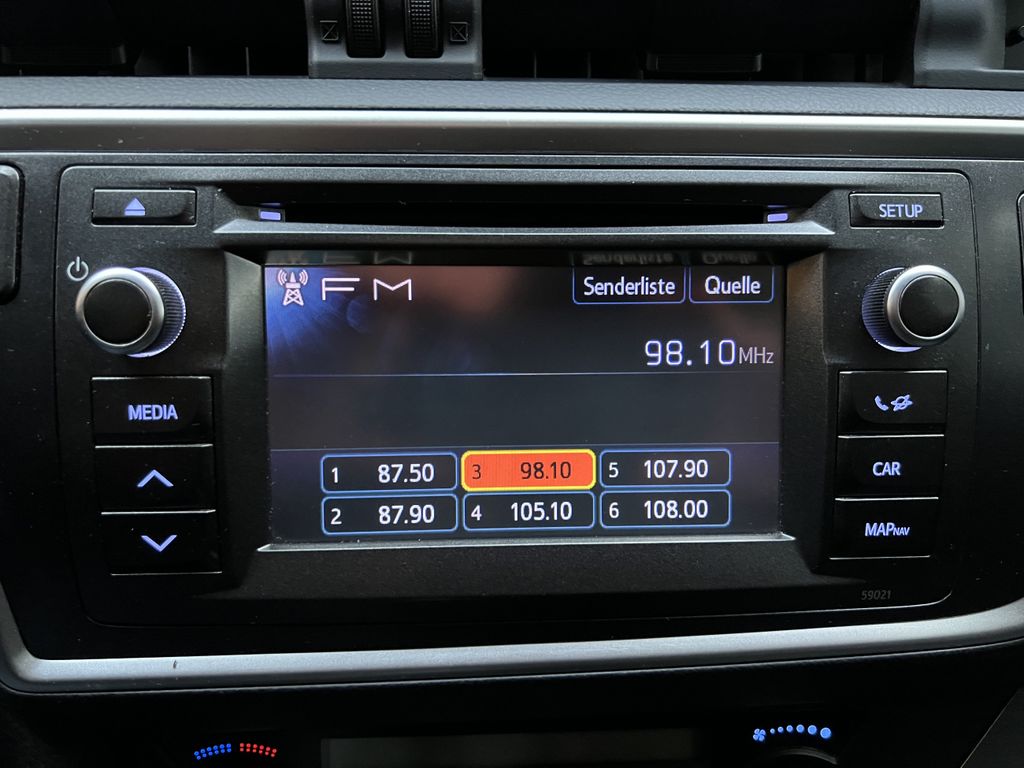 SETUP
FM Senderliste Quelle
98.10MHz
MEDIA
1 87.50 3 98.10 5 107.90
2 87.90 4 105.10 6 108.00
CAR
MAPNAV
59021